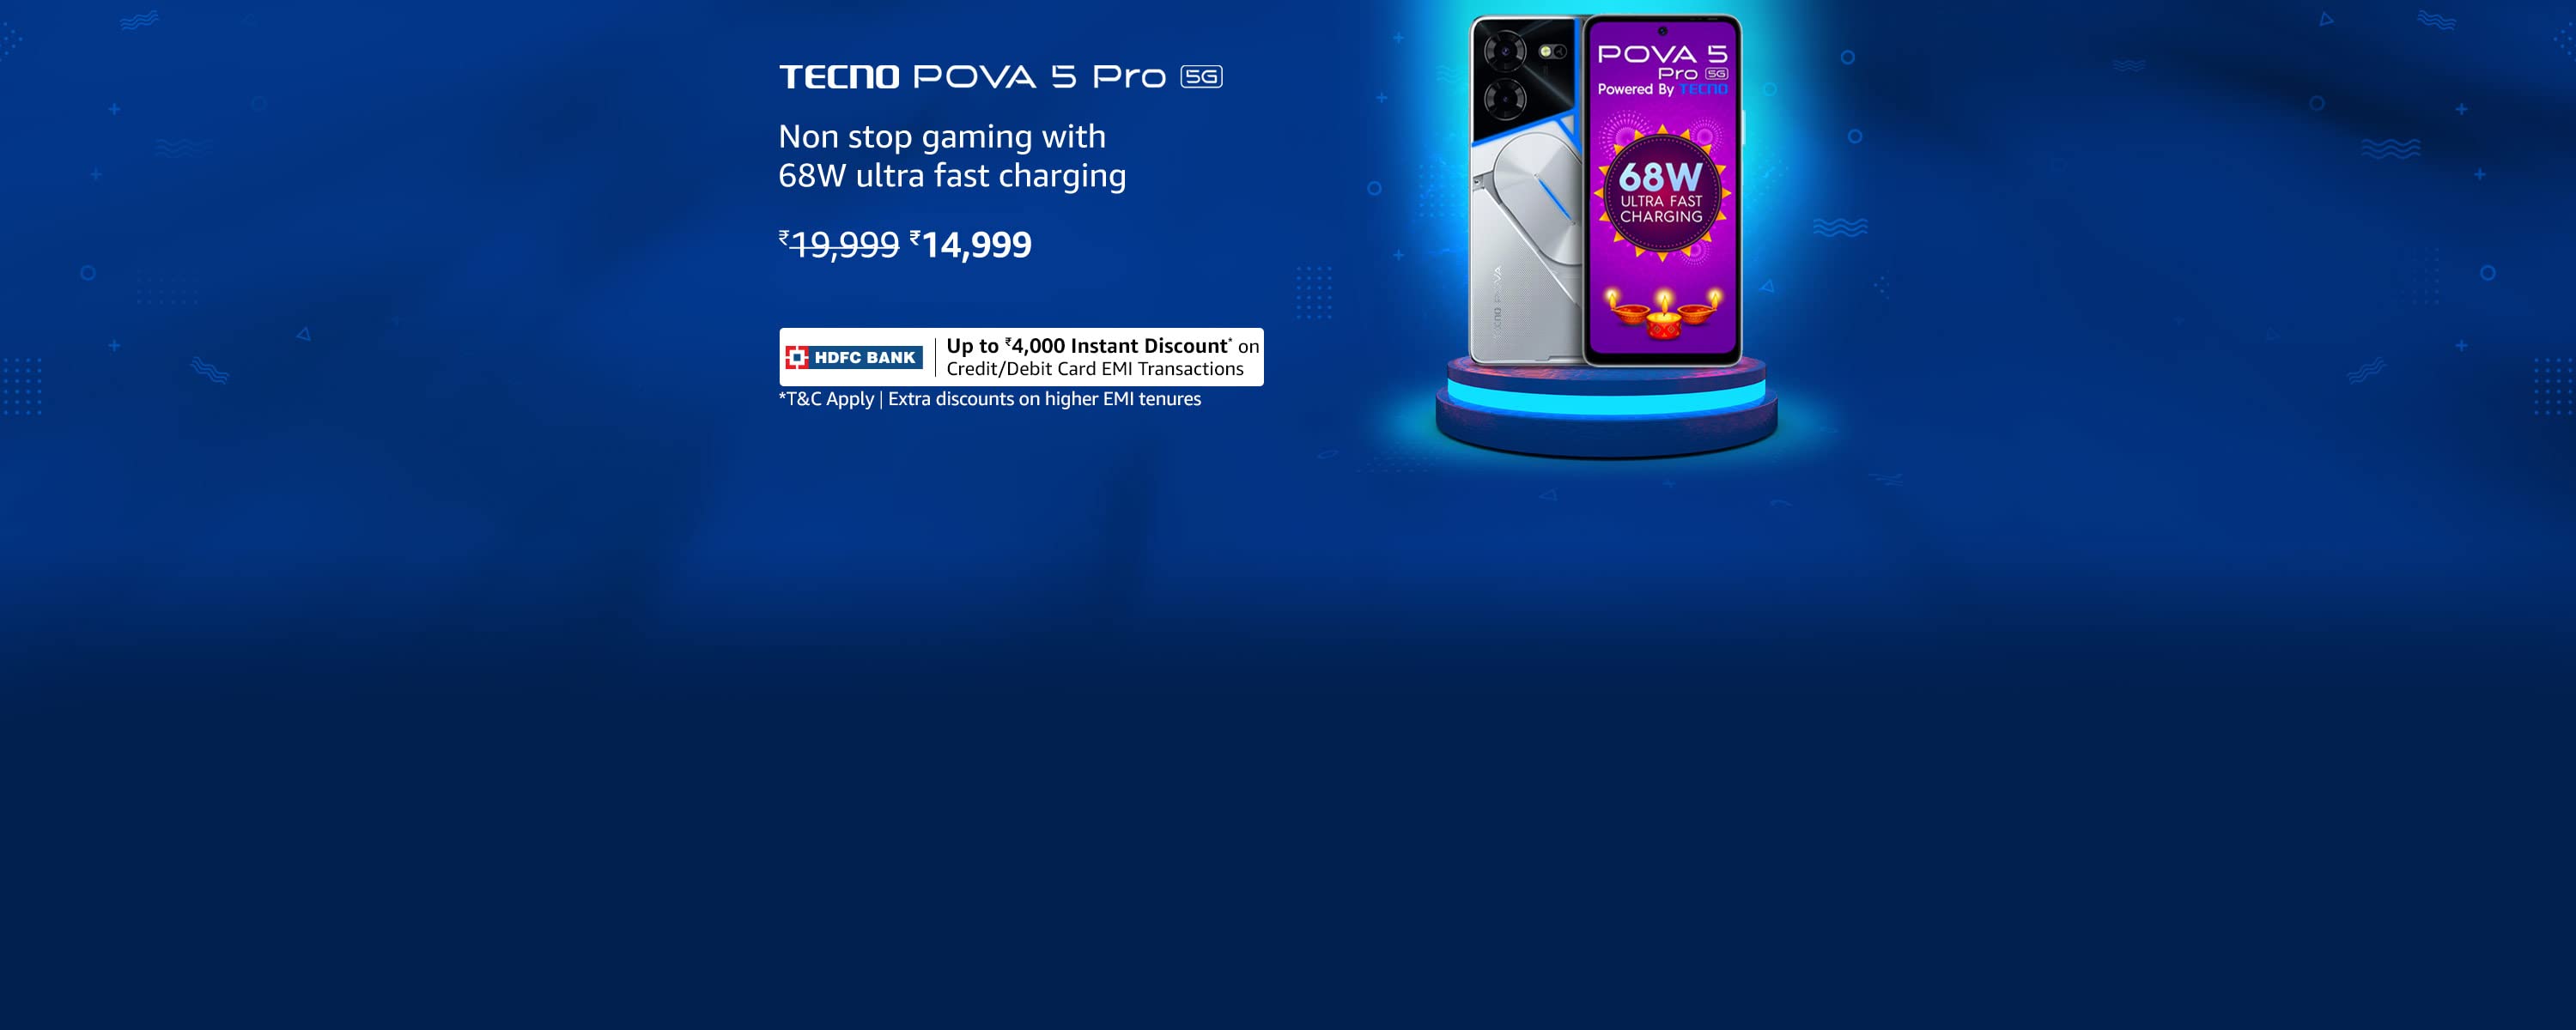 TECNO POVA 5 Pro 5G
Non stop gaming with
68W ultra fast charging
₹19,999 ₹14,999
HDFC BANK
Up to ₹4,000 Instant Discount* on
Credit/Debit Card EMI Transactions
*T&C Apply | Extra discounts on higher EMI tenures
TECNO POVA
POVA 5
Pro 5G
Powered By TECNO
68W
ULTRA FAST
CHARGING